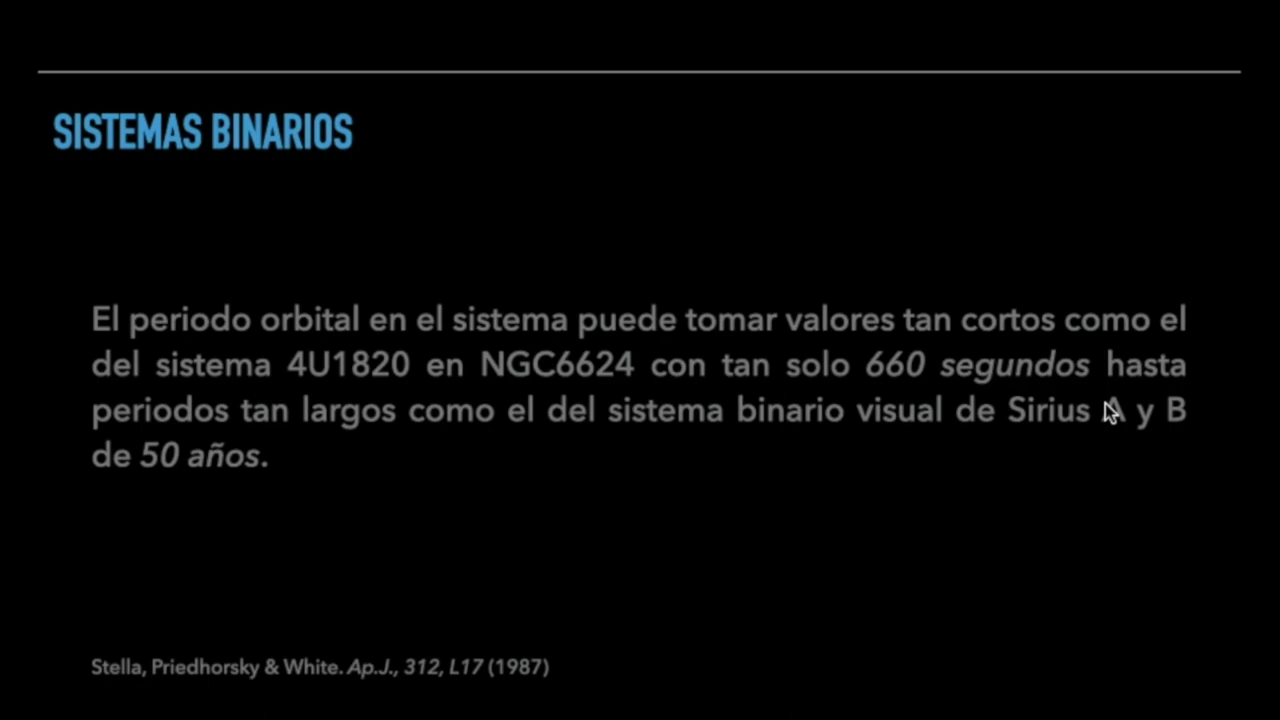 SISTEMAS BINARIOS
El periodo orbital en el sistema puede tomar valores tan cortos como el
del sistema 4U1820 en NGC6624 con tan solo 660 segundos hasta
periodos tan largos como el del sistema binario visual de Sirius A y B
de 50 años.
Stella, Priedhorsky & White. Ap.J., 312, L17 (1987)